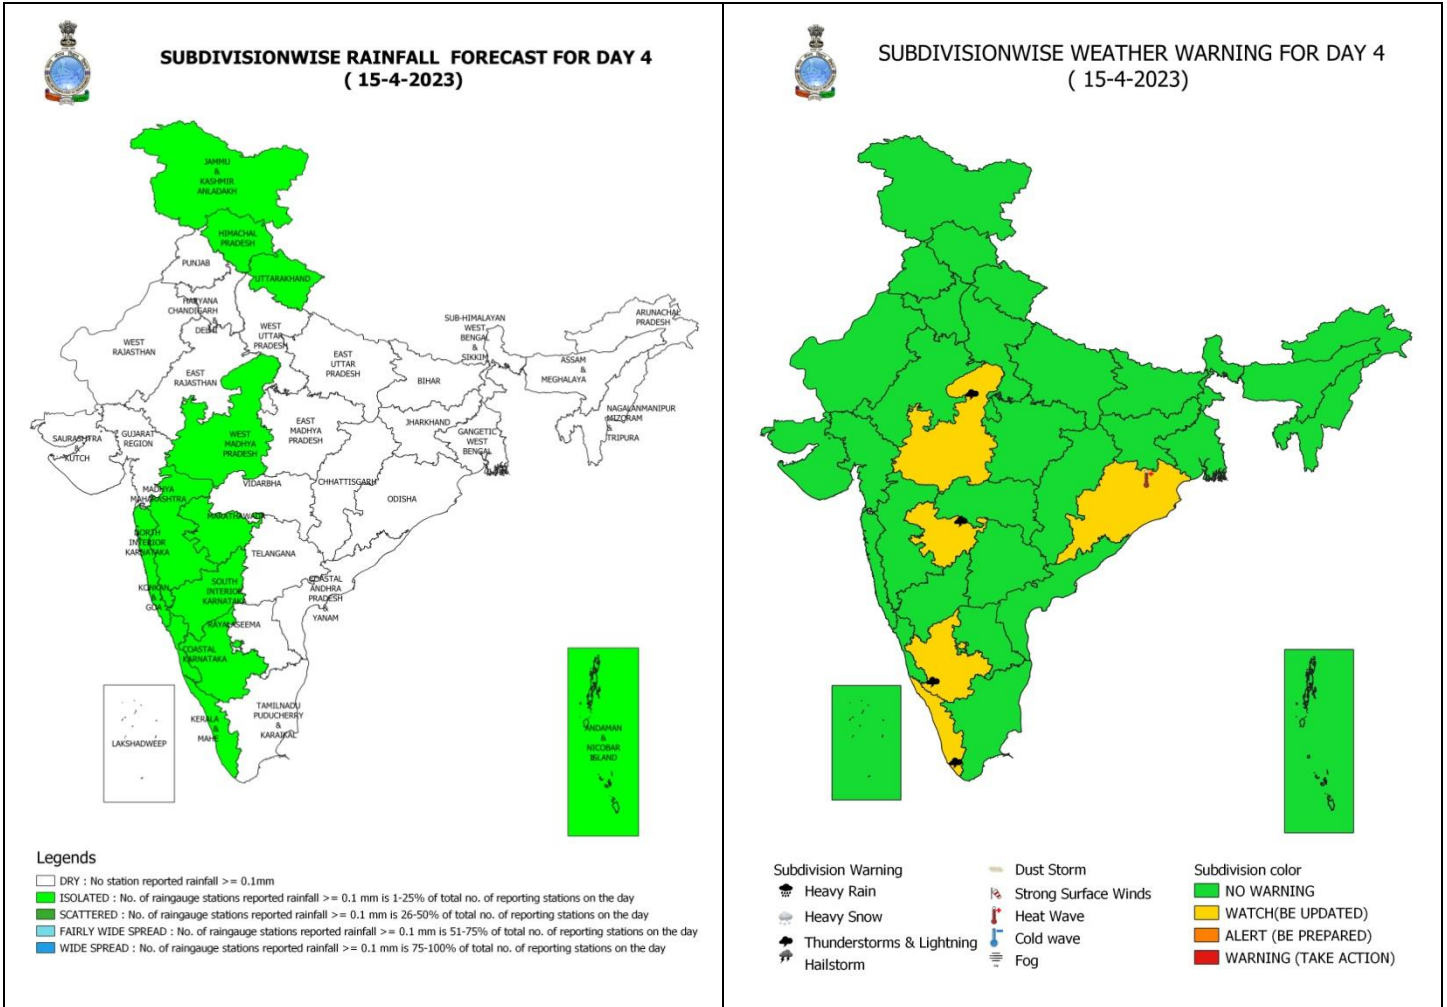 SUBDIVISIONWISE RAINFALL FORECAST FOR DAY 4
( 15-4-2023)
JAMMU
&
KASHMIR
ANLADAKH
HIMACHAL
PRADESH
UTTARAKHAND
PUNJAB
HARYANA
CHANDIGARH
&
DELHI
WEST
RAJASTHAN
WEST
UTTAR
PRADESH
EAST
RAJASTHAN
EAST
UTTAR
PRADESH
BIHAR
SUB-HIMALAYAN
WEST
BENGAL
&
SIKKIM
ARUNACHAL
PRADESH
ASSAM
&
MEGHALAYA
NAGALANMANIPUR
MIZORAM
&
TRIPURA
SAURASHTRA
&
KUTCH
GUJARAT
REGION
WEST
MADHYA
PRADESH
EAST
MADHYA
PRADESH
JHARKHAND
GANGETIC
WEST
BENGAL
MADHYA
MAHARASHTRA
VIDARBHA
CHHATTISGARH
ODISHA
MARATHAWADA
NORTH
INTERIOR
KARNATAKA
TELANGANA
KONKAN
&
GOA
SOUTH
INTERIOR
KARNATAKA
COASTAL
ANDHRA
PRADESH
&
YANAM
RAYALASEEMA
COASTAL
KARNATAKA
KERALA
&
MAHE
TAMILNADU
PUDUCHERRY
&
KARAIKAL
LAKSHADWEEP
ANDAMAN
&
NICOBAR
ISLAND
Legends
DRY : No station reported rainfall >= 0.1mm
ISOLATED : No. of raingauge stations reported rainfall >= 0.1 mm is 1-25% of total no. of reporting stations on the day
SCATTERED : No. of raingauge stations reported rainfall >= 0.1 mm is 26-50% of total no. of reporting stations on the day
FAIRLY WIDE SPREAD : No. of raingauge stations reported rainfall >= 0.1 mm is 51-75% of total no. of reporting stations on the day
WIDE SPREAD : No. of raingauge stations reported rainfall >= 0.1 mm is 75-100% of total no. of reporting stations on the day
SUBDIVISIONWISE WEATHER WARNING FOR DAY 4
( 15-4-2023)
Subdivision Warning
Heavy Rain
Heavy Snow
Thunderstorms & Lightning
Hailstorm
Dust Storm
Strong Surface Winds
Heat Wave
Cold wave
Fog
Subdivision color
NO WARNING
WATCH(BE UPDATED)
ALERT (BE PREPARED)
WARNING (TAKE ACTION)